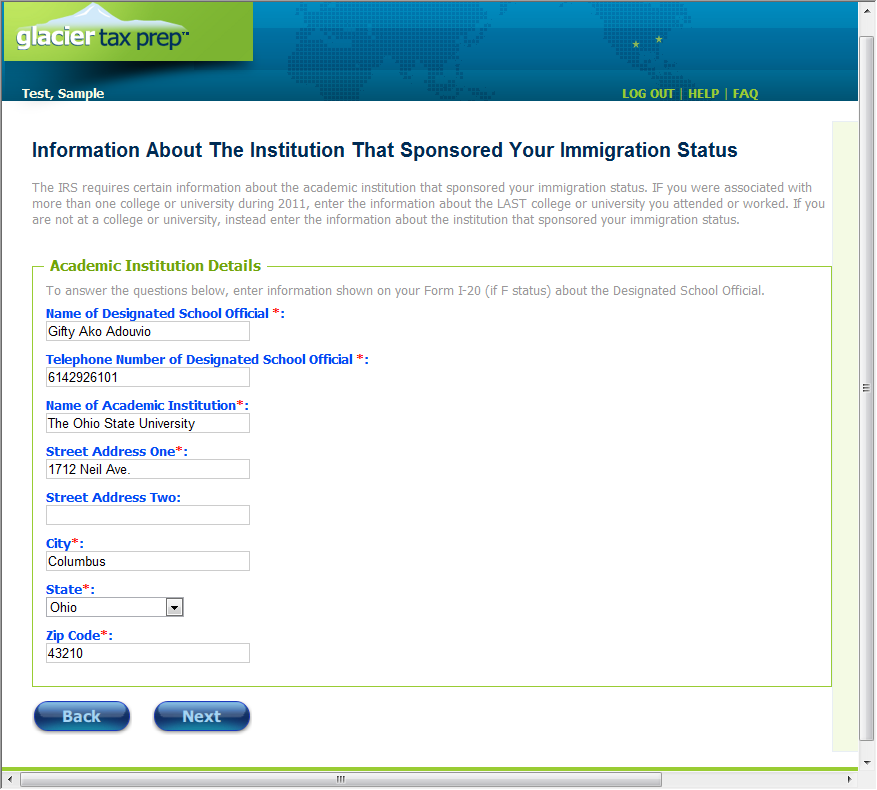 glacier tax prep™
Test, Sample
LOG OUT | HELP | FAQ
Information About The Institution That Sponsored Your Immigration Status
The IRS requires certain information about the academic institution that sponsored your immigration status. IF you were associated with
more than one college or university during 2011, enter the information about the LAST college or university you attended or worked. If you
are not at a college or university, instead enter the information about the institution that sponsored your immigration status.
Academic Institution Details
To answer the questions below, enter information shown on your Form I-20 (if F status) about the Designated School Official.
Name of Designated School Official *:
Gifty Ako Adouvio
Telephone Number of Designated School Official *:
6142926101
Name of Academic Institution*:
The Ohio State University
Street Address One*:
1712 Neil Ave.
Street Address Two:
City*:
Columbus
State*:
Ohio
Zip Code*:
43210
Back Next